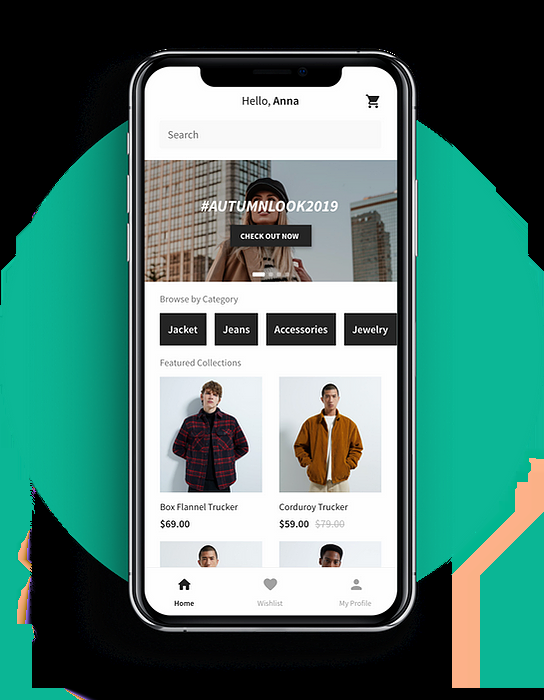 Hello, Anna
Search
#AUTUMNLOOK2019
CHECK OUT NOW
Browse by Category
Jacket Jeans Accessories Jewelry
Featured Collections
Box Flannel Trucker Corduroy Trucker
$69.00 $59.00 $79.00
Home Wishlist My Profile